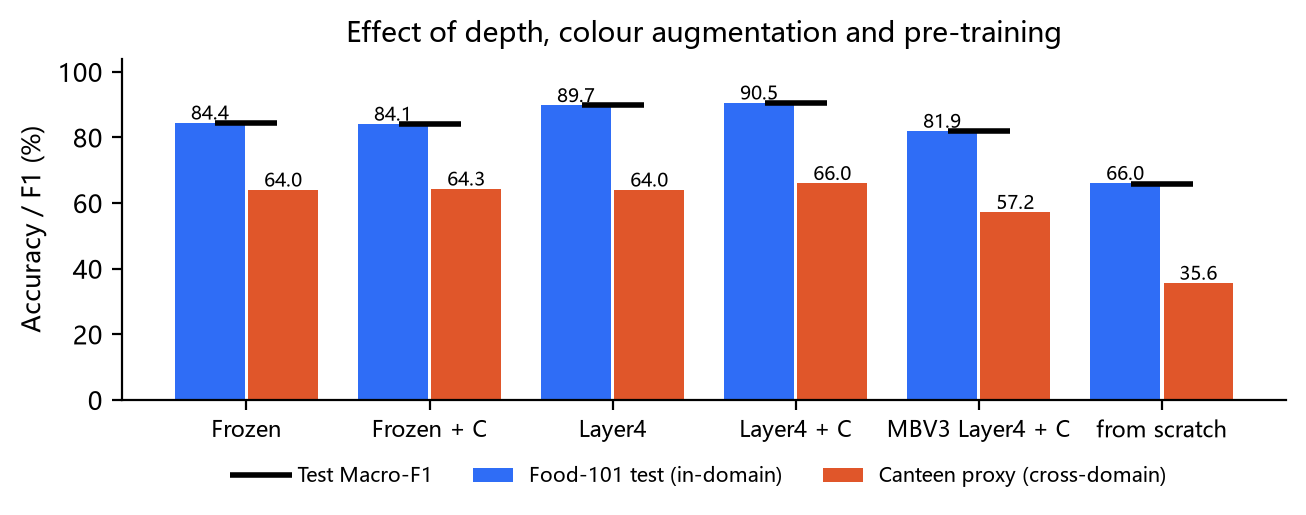 Effect of depth, colour augmentation and pre-training
Accuracy / F1 (%)
100
80
60
40
20
0
84.4
64.0
84.1
64.3
89.7
64.0
90.5
66.0
81.9
57.2
66.0
35.6
Frozen
Frozen + C
Layer4
Layer4 + C
MBV3 Layer4 + C
from scratch
Test Macro-F1
Food-101 test (in-domain)
Canteen proxy (cross-domain)